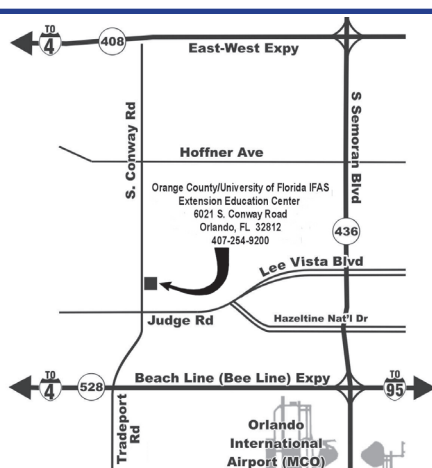 TO
4
408
East-West Expy
S. Conway Rd
S Semoran Blvd
Hoffner Ave
Orange County/University of Florida IFAS
Extension Education Center
6021 S. Conway Road
Orlando, FL  32812
407-254-9200
436
Lee Vista Blvd
Judge Rd
Hazeltine Nat'l Dr
TO
4
528
Beach Line (Bee Line) Expy
TO
95
Tradeport
Rd
Orlando
International
Airport (MCO)